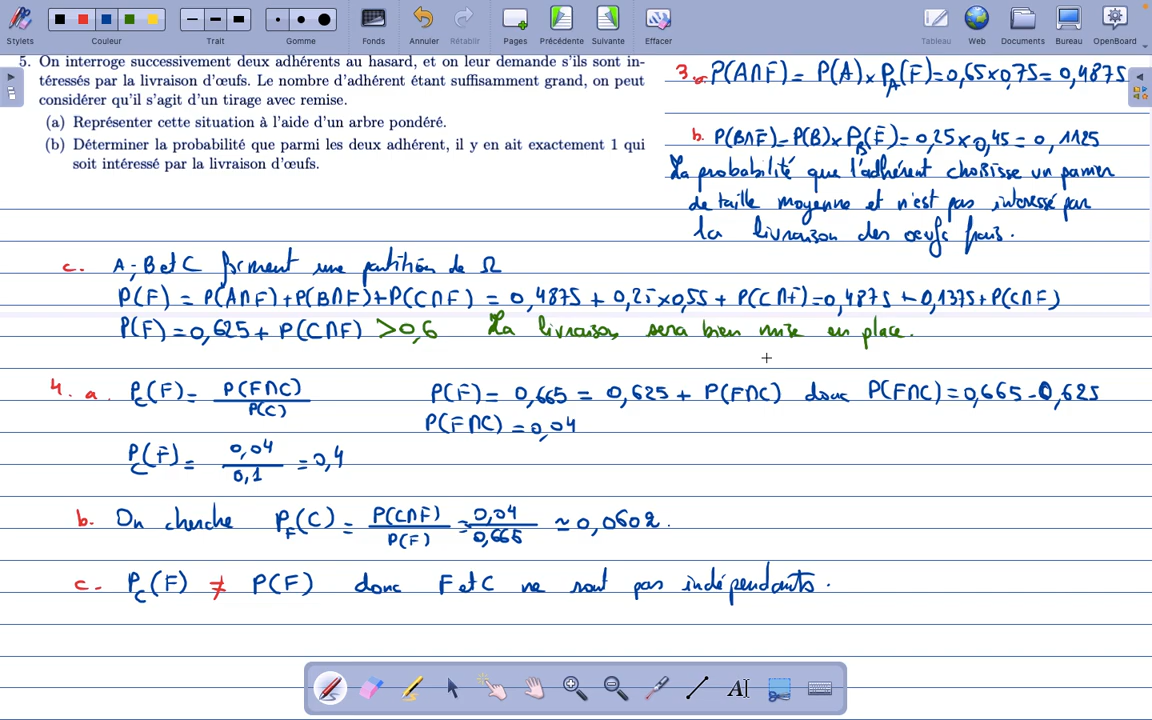 Stylets Couleur Trait Gomme Fonds Annuler Rétablir Pages Précédente Suivante Effacer Tableau Web Documents Bureau OpenBoard
5. On interroge successivement deux adhérents au hasard, et on leur demande s'ils sont in-
téressés par la livraison d'œufs. Le nombre d'adhérent étant suffisamment grand, on peut
considérer qu'il s'agit d'un tirage avec remise.
(a) Représenter cette situation à l'aide d'un arbre pondéré.
(b) Déterminer la probabilité que parmi les deux adhérent, il y en ait exactement 1 qui
soit intéressé par la livraison d'œufs.
3. a P(A∩F) = P(A) × P_A(F) = 0,65 × 0,75 = 0,4875
b. P(B∩F̅) = P(B) × P_B(F̅) = 0,25 × 0,45 = 0,1125
La probabilité que l'adhérent choisisse un panier
de taille moyenne et n'est pas intéressé par
la livraison des œufs frais.
c. A, B et C forment une partition de Ω
P(F) = P(A∩F) + P(B∩F) + P(C∩F) = 0,4875 + 0,25 × 0,55 + P(C∩F) = 0,4875 + 0,1375 + P(C∩F)
P(F) = 0,625 + P(C∩F) > 0,6 La livraison sera bien mise en place.
4. a. P_C(F) = P(F∩C) / P(C) P(F) = 0,665 = 0,625 + P(F∩C) donc P(F∩C) = 0,665 - 0,625
P(F∩C) = 0,04
P_C(F) = 0,04 / 0,1 = 0,4
b. On cherche P_F(C) = P(C∩F) / P(F) = 0,04 / 0,665 ≃ 0,0602.
c. P_C(F) ≠ P(F) donc F et C ne sont pas indépendants.
AI